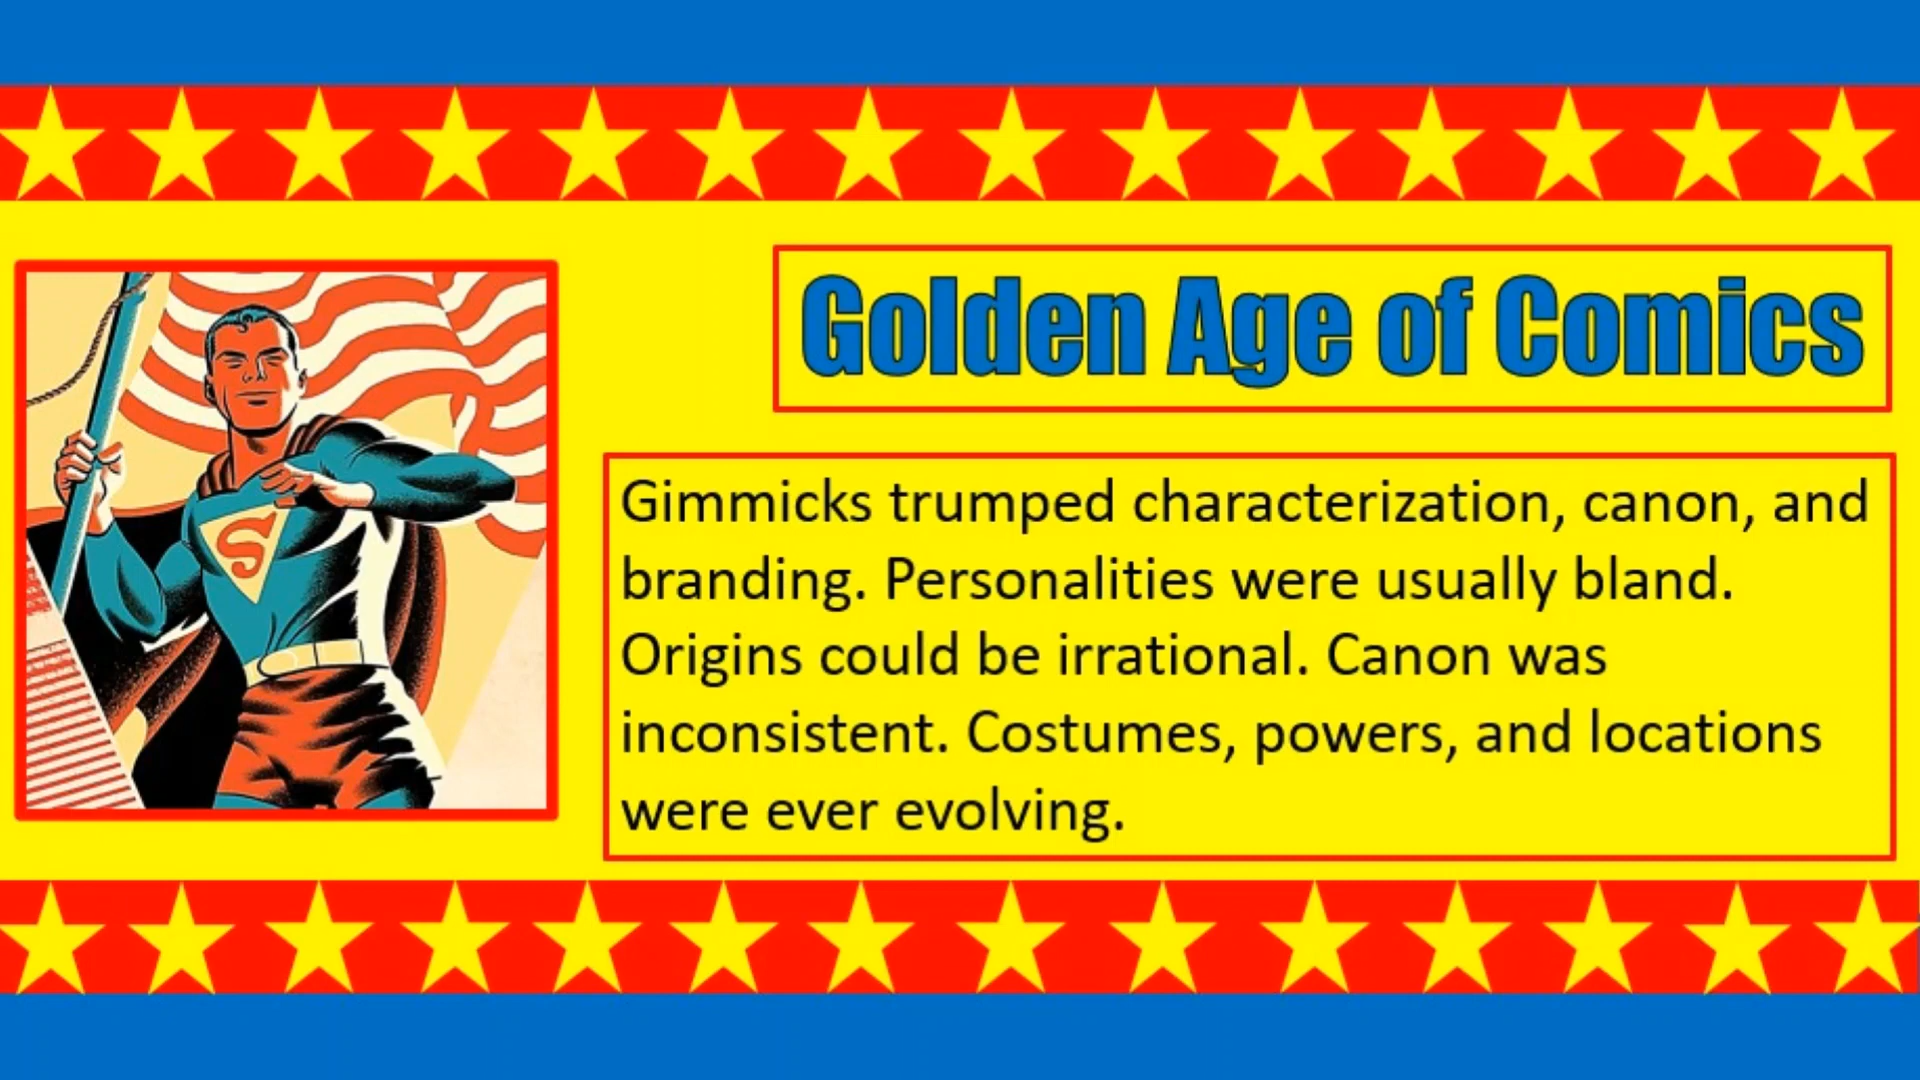 Golden Age of Comics
Gimmicks trumped characterization, canon, and
branding. Personalities were usually bland.
Origins could be irrational. Canon was
inconsistent. Costumes, powers, and locations
were ever evolving.
S